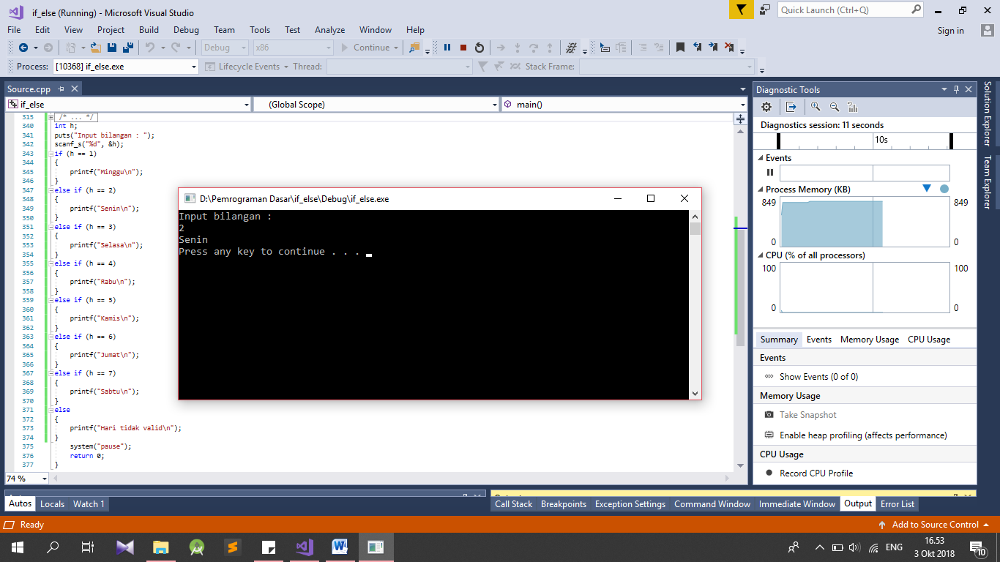 if_else (Running) - Microsoft Visual Studio
Quick Launch (Ctrl+Q)
File Edit View Project Build Debug Team Tools Test Analyze Window Help
Sign in
Debug x86 Continue
Process: [10368] if_else.exe Lifecycle Events Thread: Stack Frame:
Source.cpp
if_else (Global Scope) main()
315 /* ... */
340 int h;
341 puts("Input bilangan : ");
342 scanf_s("%d", &h);
343 if (h == 1)
344 {
345 printf("Minggu\n");
346 }
347 else if (h == 2)
348 {
349 printf("Senin\n");
350 }
351 else if (h == 3)
352 {
353 printf("Selasa\n");
354 }
355 else if (h == 4)
356 {
357 printf("Rabu\n");
358 }
359 else if (h == 5)
360 {
361 printf("Kamis\n");
362 }
363 else if (h == 6)
364 {
365 printf("Jumat\n");
366 }
367 else if (h == 7)
368 {
369 printf("Sabtu\n");
370 }
371 else
372 {
373 printf("Hari tidak valid\n");
374 }
375 system("pause");
376 return 0;
377 }
74 %
D:\Pemrograman Dasar\if_else\Debug\if_else.exe
Input bilangan :
2
Senin
Press any key to continue . . .
Diagnostic Tools
Diagnostics session: 11 seconds
10s
Events
Process Memory (KB)
849 849
0 0
CPU (% of all processors)
100 100
0 0
Summary Events Memory Usage CPU Usage
Events
Show Events (0 of 0)
Memory Usage
Take Snapshot
Enable heap profiling (affects performance)
CPU Usage
Record CPU Profile
Solution Explorer
Team Explorer
Autos Locals Watch 1
Call Stack Breakpoints Exception Settings Command Window Immediate Window Output Error List
Ready
Add to Source Control
ENG
16.53
3 Okt 2018
10